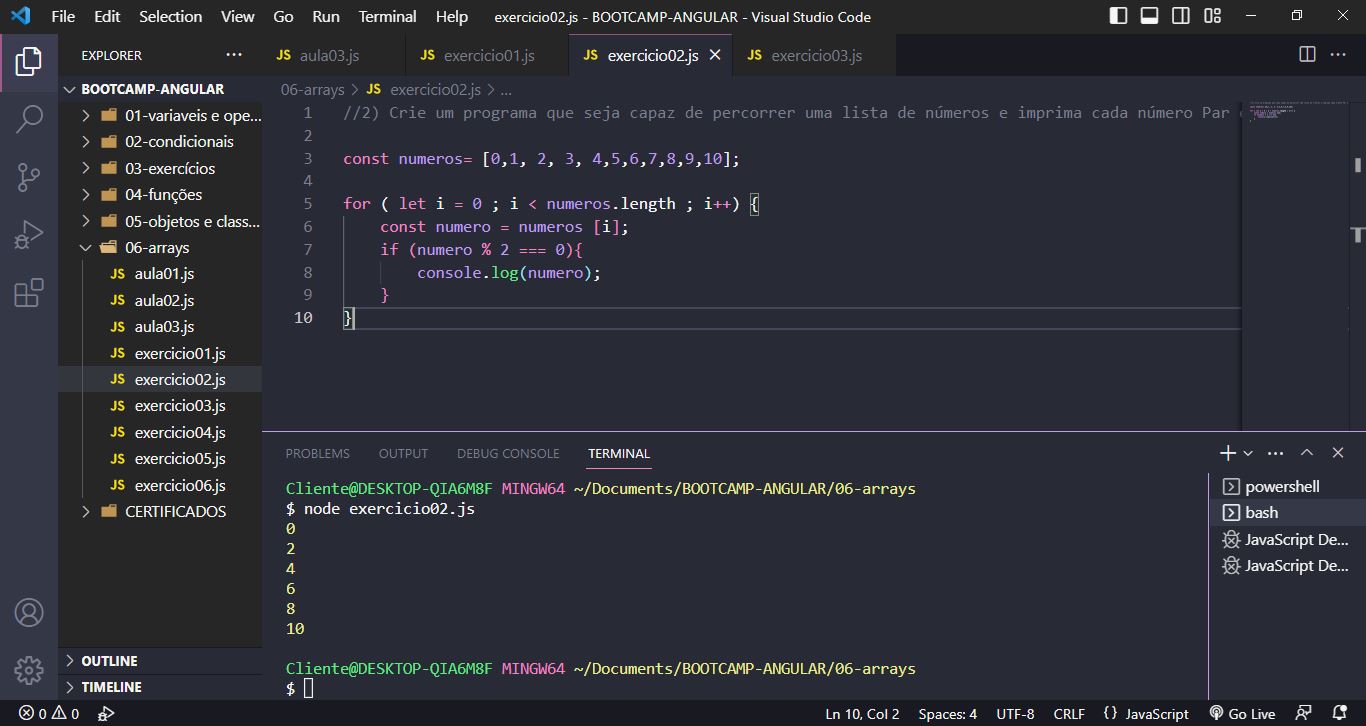 File Edit Selection View Go Run Terminal Help exercicio02.js - BOOTCAMP-ANGULAR - Visual Studio Code
EXPLORER
BOOTCAMP-ANGULAR
01-variaveis e ope...
02-condicionais
03-exercícios
04-funções
05-objetos e class...
06-arrays
JS aula01.js
JS aula02.js
JS aula03.js
JS exercicio01.js
JS exercicio02.js
JS exercicio03.js
JS exercicio04.js
JS exercicio05.js
JS exercicio06.js
CERTIFICADOS
OUTLINE
TIMELINE
JS aula03.js JS exercicio01.js JS exercicio02.js JS exercicio03.js
06-arrays > JS exercicio02.js > ...
1 //2) Crie um programa que seja capaz de percorrer uma lista de números e imprima cada número Par
2
3 const numeros= [0,1, 2, 3, 4,5,6,7,8,9,10];
4
5 for ( let i = 0 ; i < numeros.length ; i++) {
6 const numero = numeros [i];
7 if (numero % 2 === 0){
8 console.log(numero);
9 }
10 }
PROBLEMS OUTPUT DEBUG CONSOLE TERMINAL
Cliente@DESKTOP-QIA6M8F MINGW64 ~/Documents/BOOTCAMP-ANGULAR/06-arrays
$ node exercicio02.js
0
2
4
6
8
10
Cliente@DESKTOP-QIA6M8F MINGW64 ~/Documents/BOOTCAMP-ANGULAR/06-arrays
$
powershell
bash
JavaScript De...
JavaScript De...
0 0 Ln 10, Col 2 Spaces: 4 UTF-8 CRLF {} JavaScript Go Live